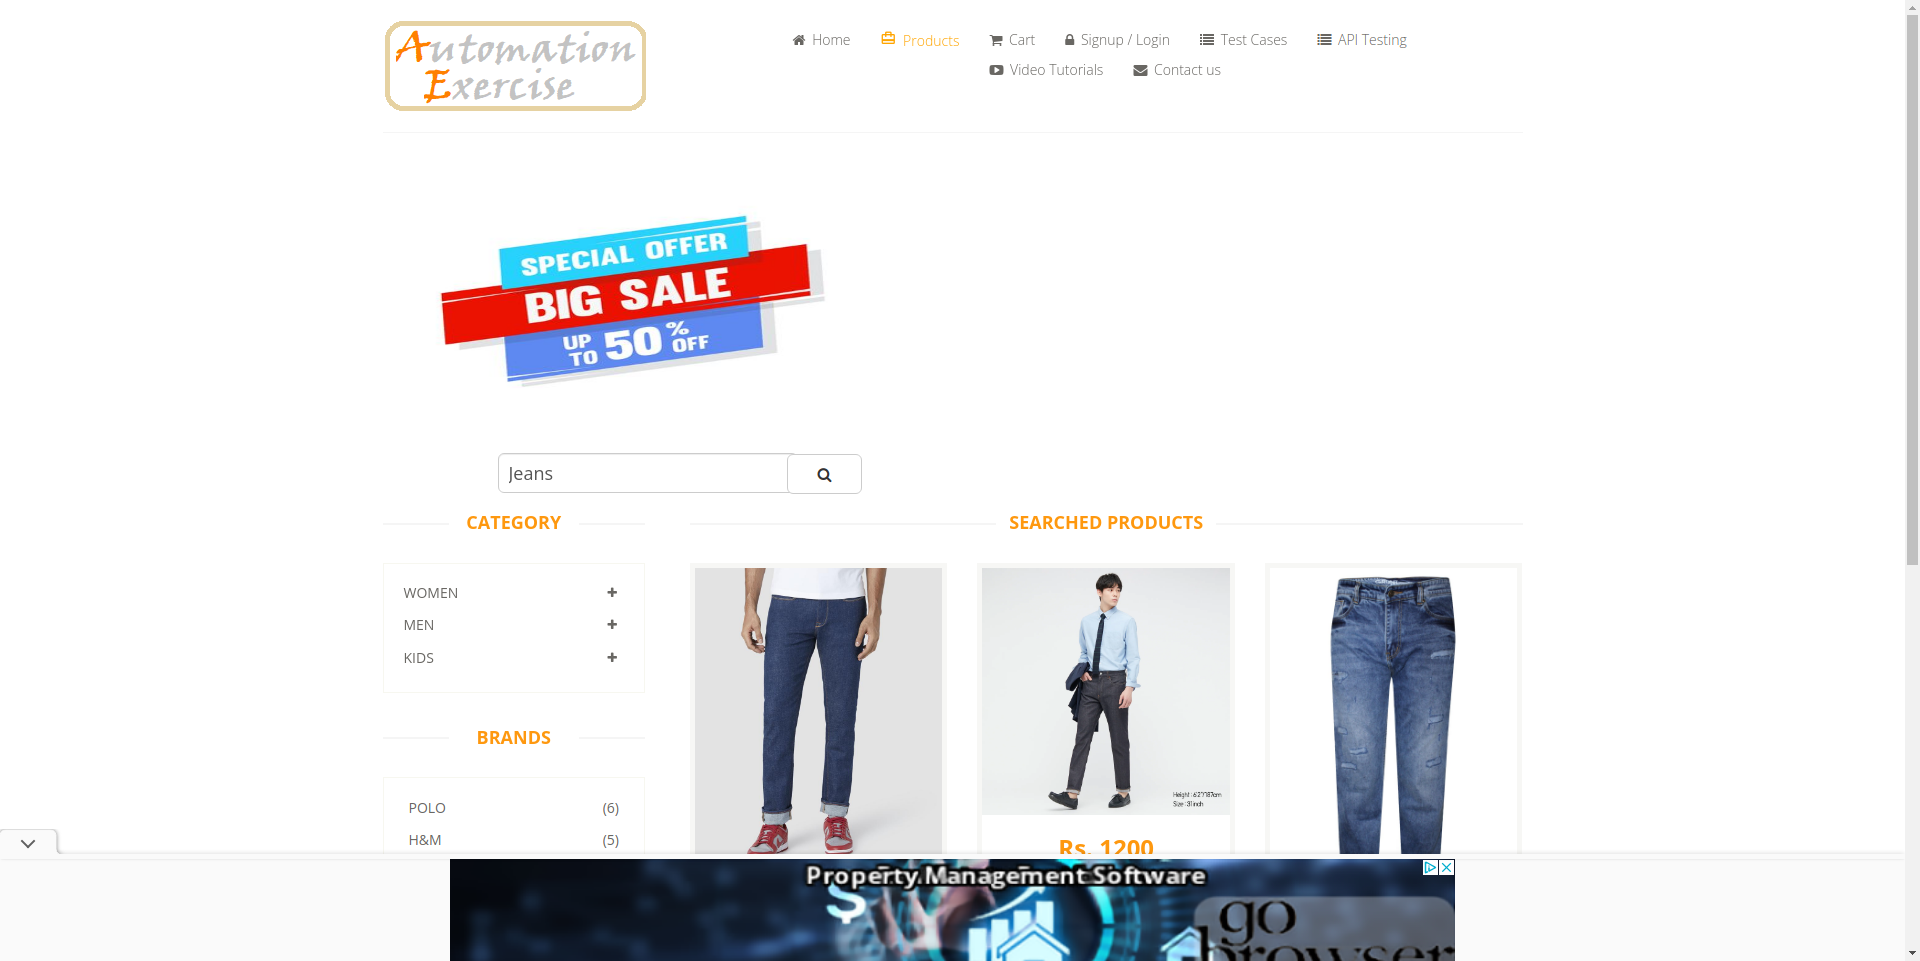 Automation
Exercise
Home
Products
Cart
Signup / Login
Test Cases
API Testing
Video Tutorials
Contact us
SPECIAL OFFER
BIG SALE
UP TO 50% OFF
Jeans
CATEGORY
SEARCHED PRODUCTS
WOMEN
MEN
KIDS
BRANDS
POLO (6)
H&M (5)
Height : 6'2"/187cm
Size : 31inch
Rs. 1200
Property Management Software
$
go
browser